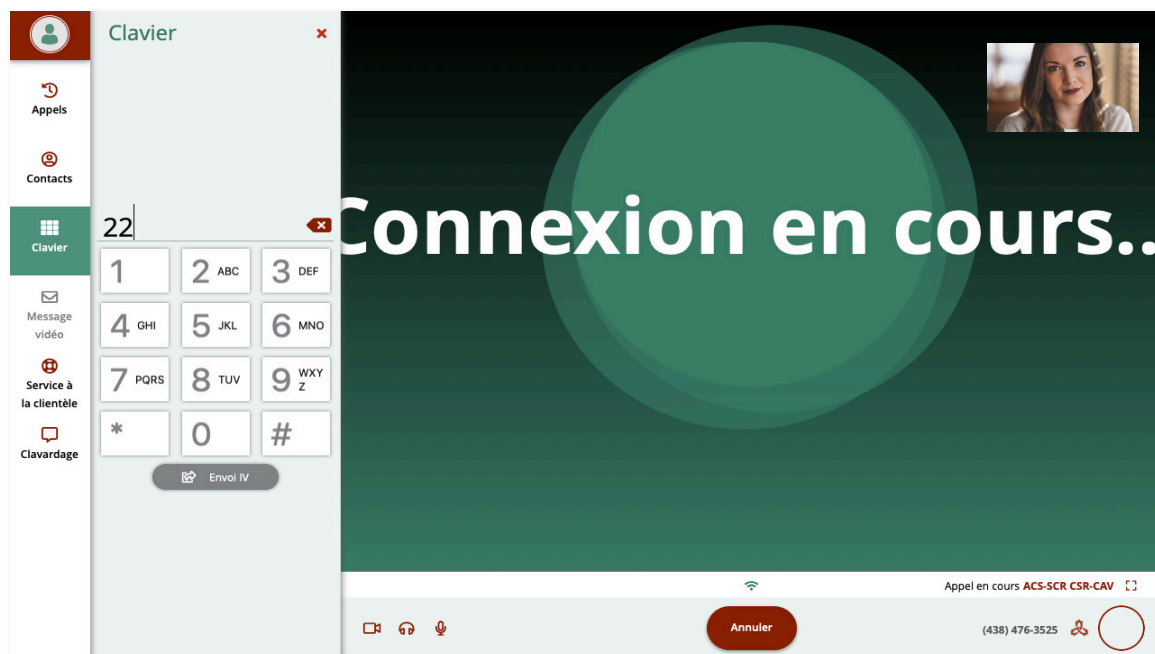 Appels
Contacts
Clavier
Message
vidéo
Service à
la clientèle
Clavardage
Clavier
22
1
2 ABC
3 DEF
4 GHI
5 JKL
6 MNO
7 PQRS
8 TUV
9 WXY
Z
*
0
#
Envoi IV
Connexion en cours..
Appel en cours ACS-SCR CSR-CAV
Annuler
(438) 476-3525